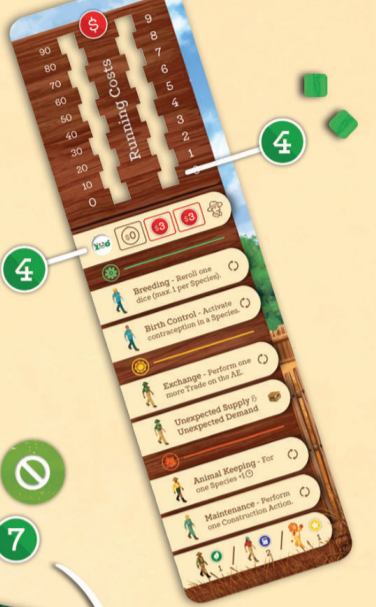 $
90
80
70
60
50
40
30
20
10
0
Running Costs
9
8
7
6
5
4
3
2
1
4
4
$0
$3
$3
Breeding - Reroll one
dice (max. 1 per Species).
Birth Control - Activate
contraception in a Species.
Exchange - Perform one
more Trade on the AE.
Unexpected Supply &
Unexpected Demand
Animal Keeping - For
one Species +1
Maintenance - Perform
one Construction Action.
1 / 2 / 1
7